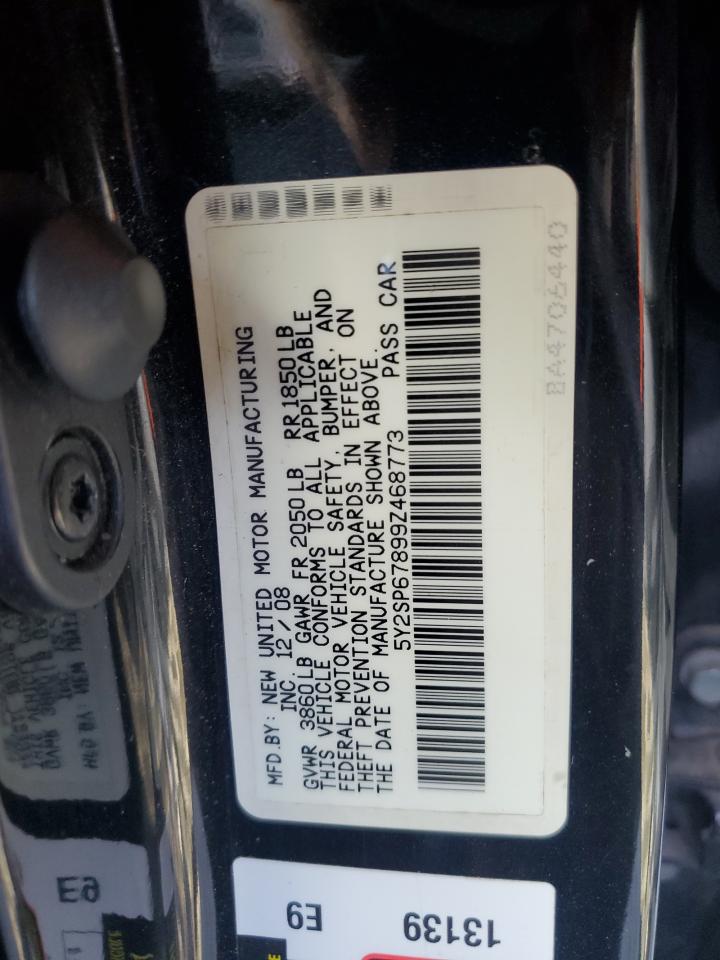 MFD.BY: NEW UNITED MOTOR MANUFACTURING
INC. 12/08
GVWR 3860LB GAWR FR 2050LB RR 1850LB
THIS VEHICLE CONFORMS TO ALL APPLICABLE
FEDERAL MOTOR VEHICLE SAFETY, BUMPER, AND
THEFT PREVENTION STANDARDS IN EFFECT ON
THE DATE OF MANUFACTURE SHOWN ABOVE.
5Y2SP67899Z468773 PASS CAR
BA4706440
E9
13139